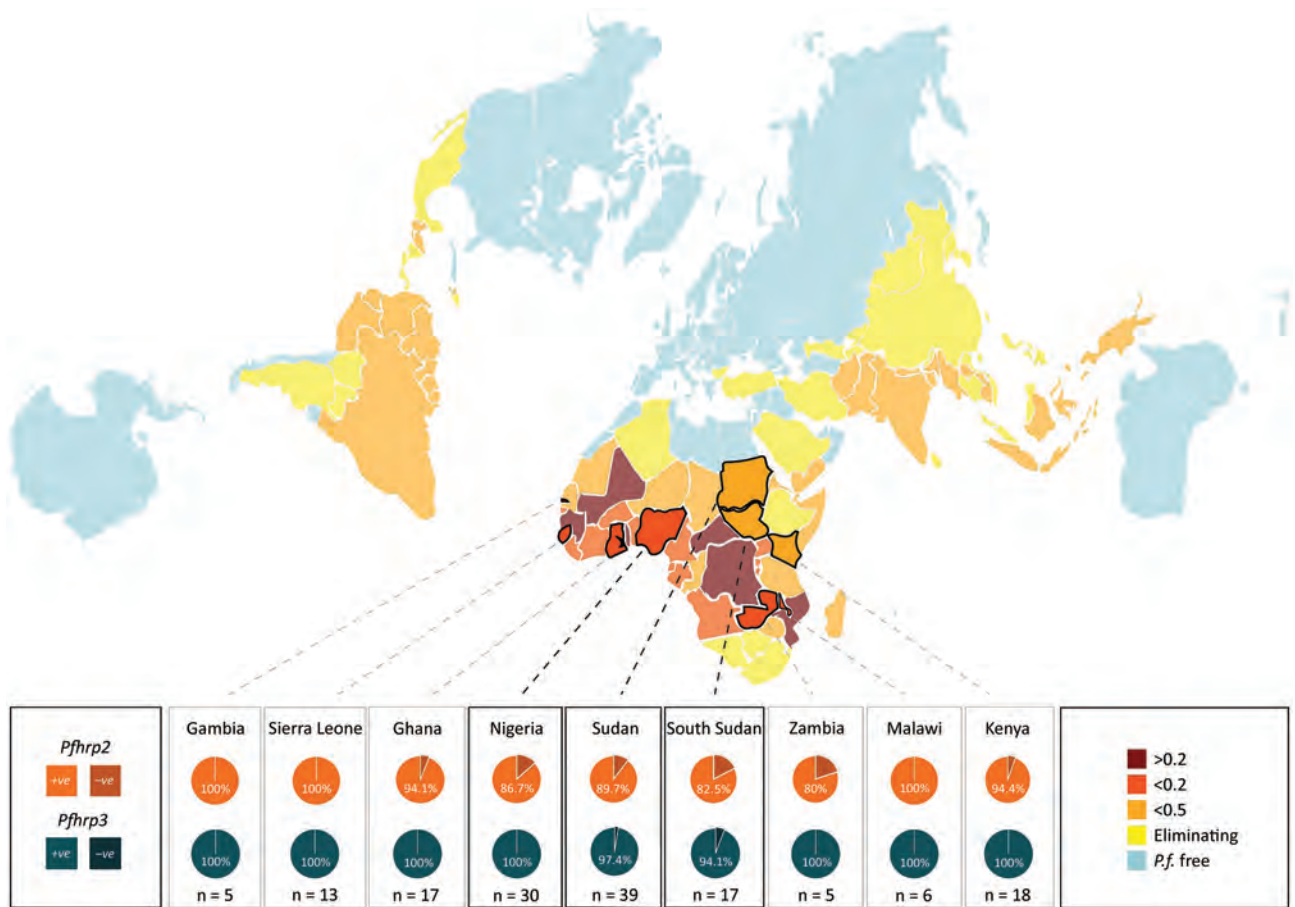 Pfhrp2
+ve –ve
Pfhrp3
+ve –ve
Gambia
100%
100%
n = 5
Sierra Leone
100%
100%
n = 13
Ghana
94.1%
100%
n = 17
Nigeria
86.7%
100%
n = 30
Sudan
89.7%
97.4%
n = 39
South Sudan
82.5%
94.1%
n = 17
Zambia
80%
100%
n = 5
Malawi
100%
100%
n = 6
Kenya
94.4%
100%
n = 18
>0.2
<0.2
<0.5
Eliminating
P.f. free